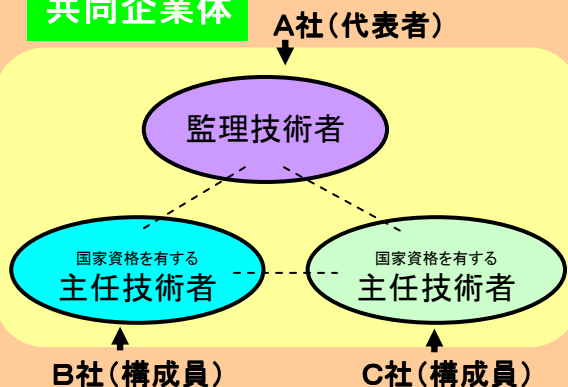 共同企業体
A社（代表者）
監理技術者
国家資格を有する
主任技術者
国家資格を有する
主任技術者
B社（構成員）
C社（構成員）